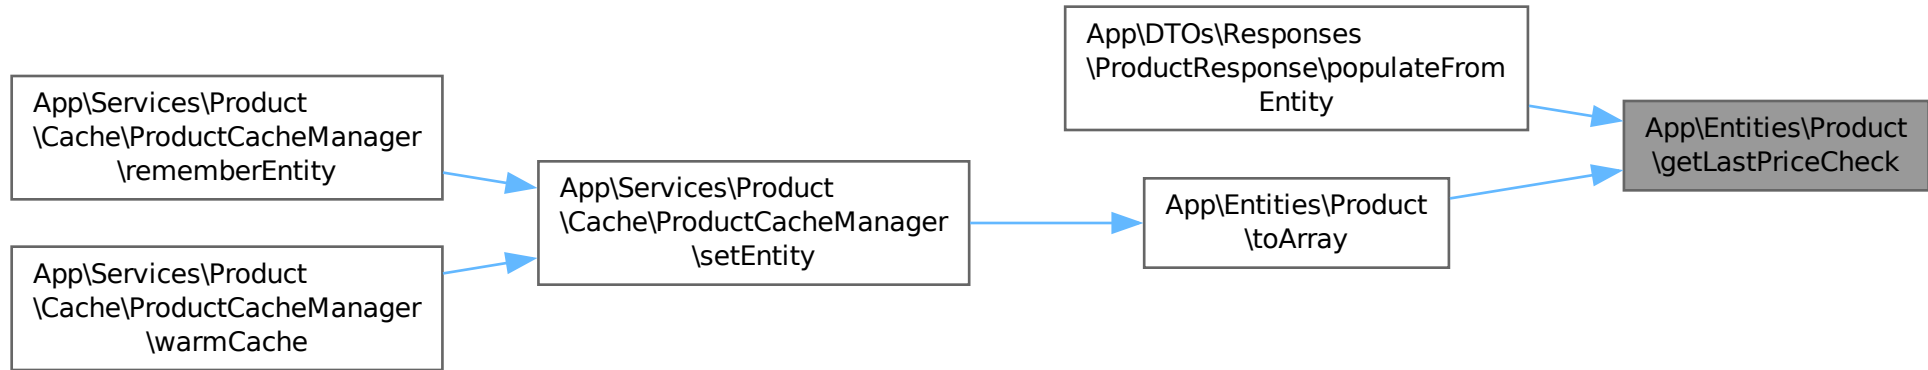 App\Services\Product
\Cache\ProductCacheManager
\rememberEntity
App\Services\Product
\Cache\ProductCacheManager
\warmCache
App\Services\Product
\Cache\ProductCacheManager
\setEntity
App\DTOs\Responses
\ProductResponse\populateFrom
Entity
App\Entities\Product
\toArray
App\Entities\Product
\getLastPriceCheck